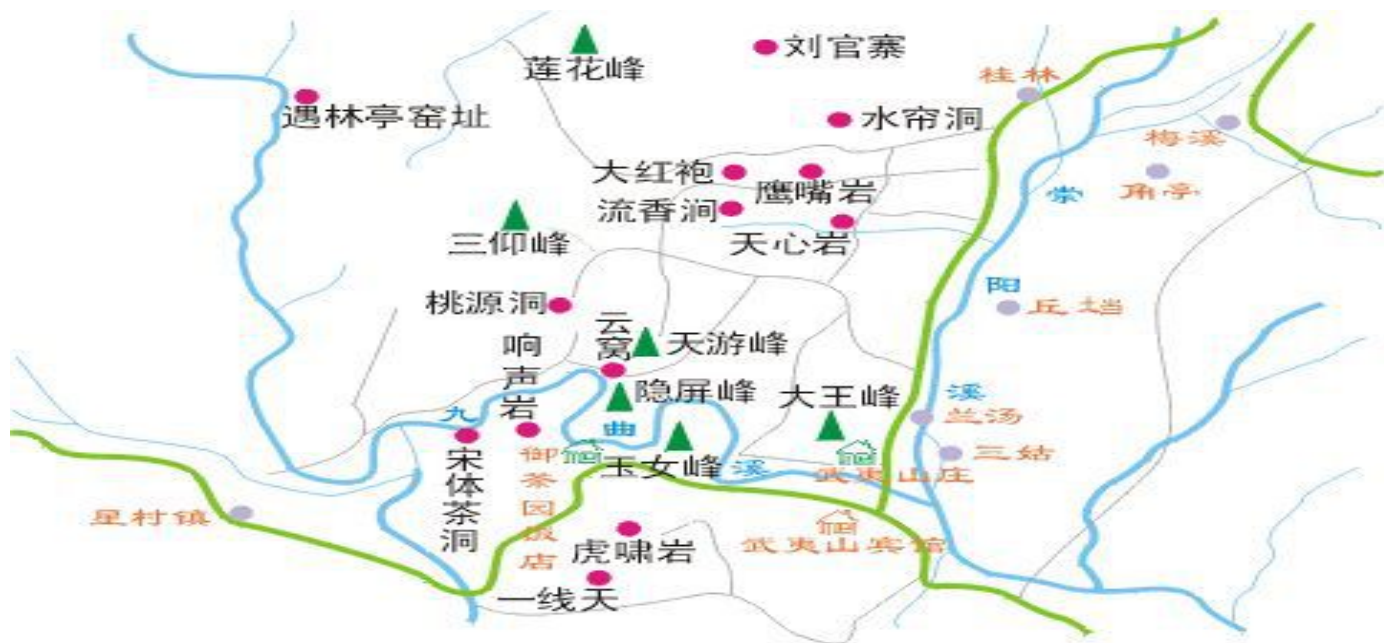 莲花峰
刘官寨
桂林
遇林亭窑址
水帘洞
梅溪
大红袍
鹰嘴岩
角亭
崇
流香涧
天心岩
三仰峰
阳
桃源洞
丘垱
云窝
天游峰
响声岩
隐屏峰
大王峰
溪
兰汤
九
曲
三姑
玉女峰
溪
武夷山庄
御茶园饭店
宋体茶洞
星村镇
虎啸岩
武夷山宾馆
一线天